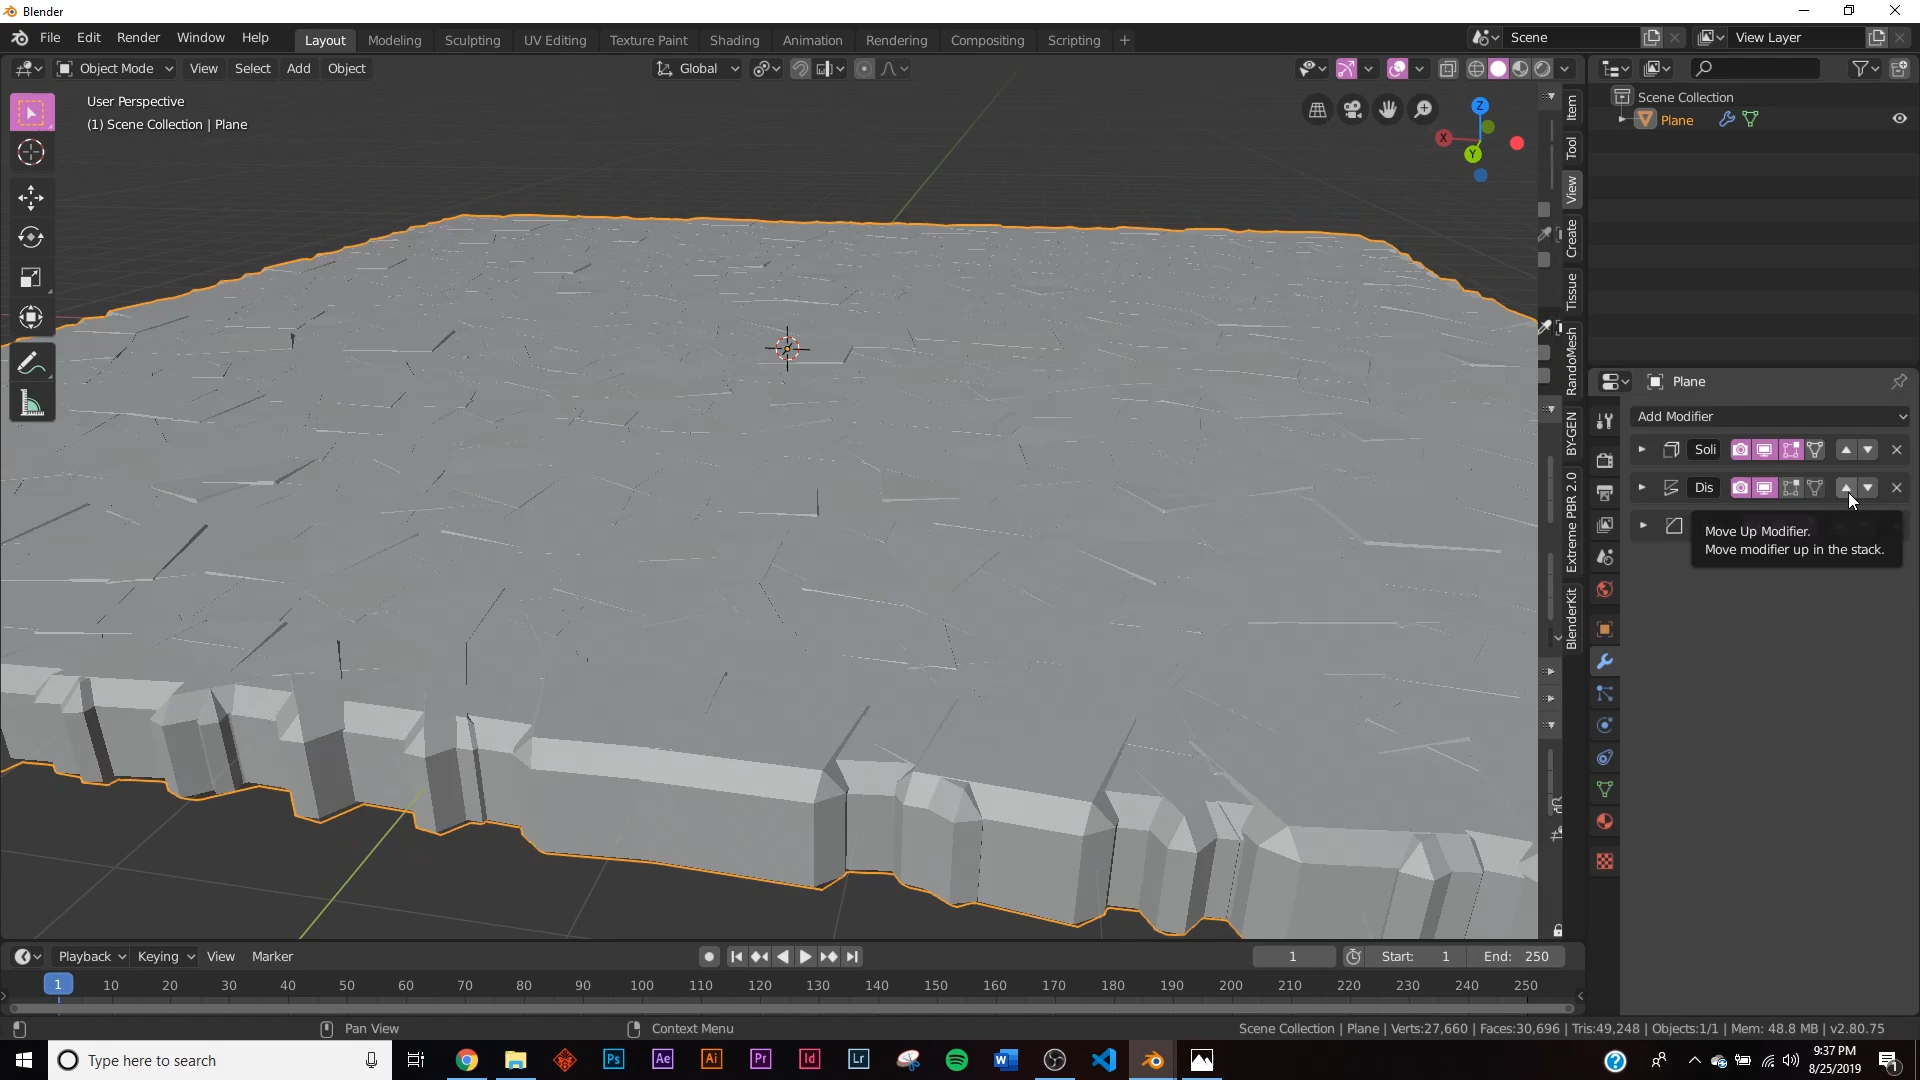 Blender
File Edit Render Window Help
Layout Modeling Sculpting UV Editing Texture Paint Shading Animation Rendering Compositing Scripting +
Scene
View Layer
Object Mode View Select Add Object
Global
User Perspective
(1) Scene Collection | Plane
Z
X
Y
Item
Tool
View
Create
Tissue
RandoMesh
BY-GEN
Extreme PBR 2.0
BlenderKit
Scene Collection
Plane
Plane
Add Modifier
Soli
Dis
Move Up Modifier.
Move modifier up in the stack.
Playback Keying View Marker
1 Start: 1 End: 250
1 10 20 30 40 50 60 70 80 90 100 110 120 130 140 150 160 170 180 190 200 210 220 230 240 250
Pan View
Context Menu
Scene Collection | Plane | Verts:27,660 | Faces:30,696 | Tris:49,248 | Objects:1/1 | Mem: 48.8 MB | v2.80.75
Type here to search
Ps Ae Ai Pr Id Lr
9:37 PM
8/25/2019
1